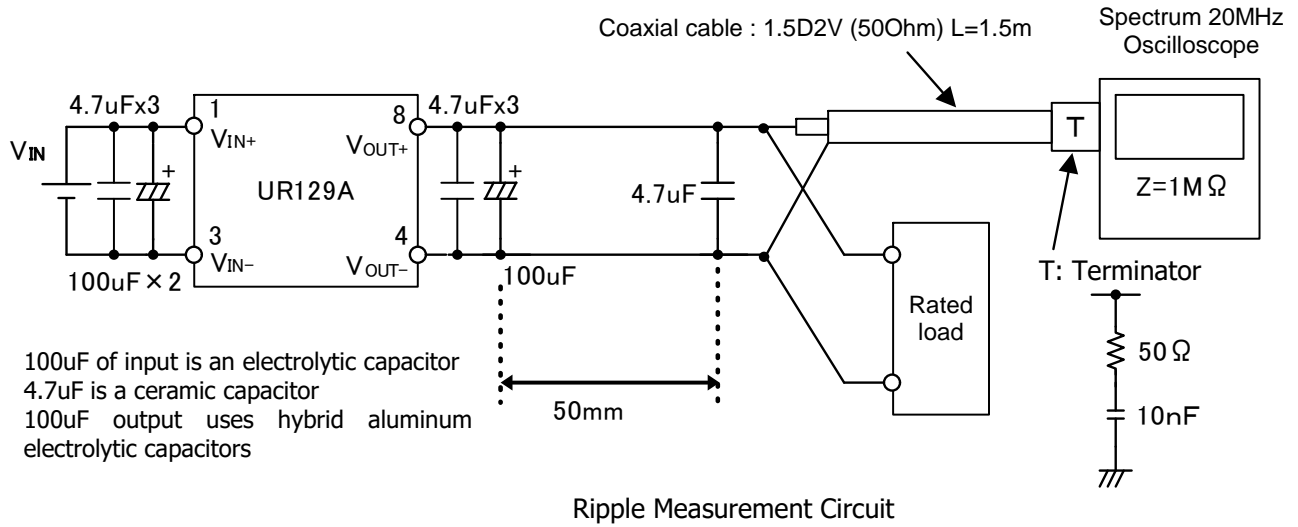 Coaxial cable : 1.5D2V (50Ohm) L=1.5m
Spectrum 20MHz
Oscilloscope
4.7uFx3
1
8
4.7uFx3
VIN
VIN+
VOUT+
+
+
UR129A
4.7uF
T
Z=1MΩ
3
4
VIN−
VOUT−
100uF×2
100uF
T: Terminator
Rated
load
50Ω
10nF
50mm
100uF of input is an electrolytic capacitor
4.7uF is a ceramic capacitor
100uF output uses hybrid aluminum
electrolytic capacitors
Ripple Measurement Circuit